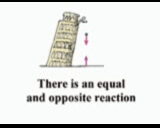 There is an equal
and opposite reaction